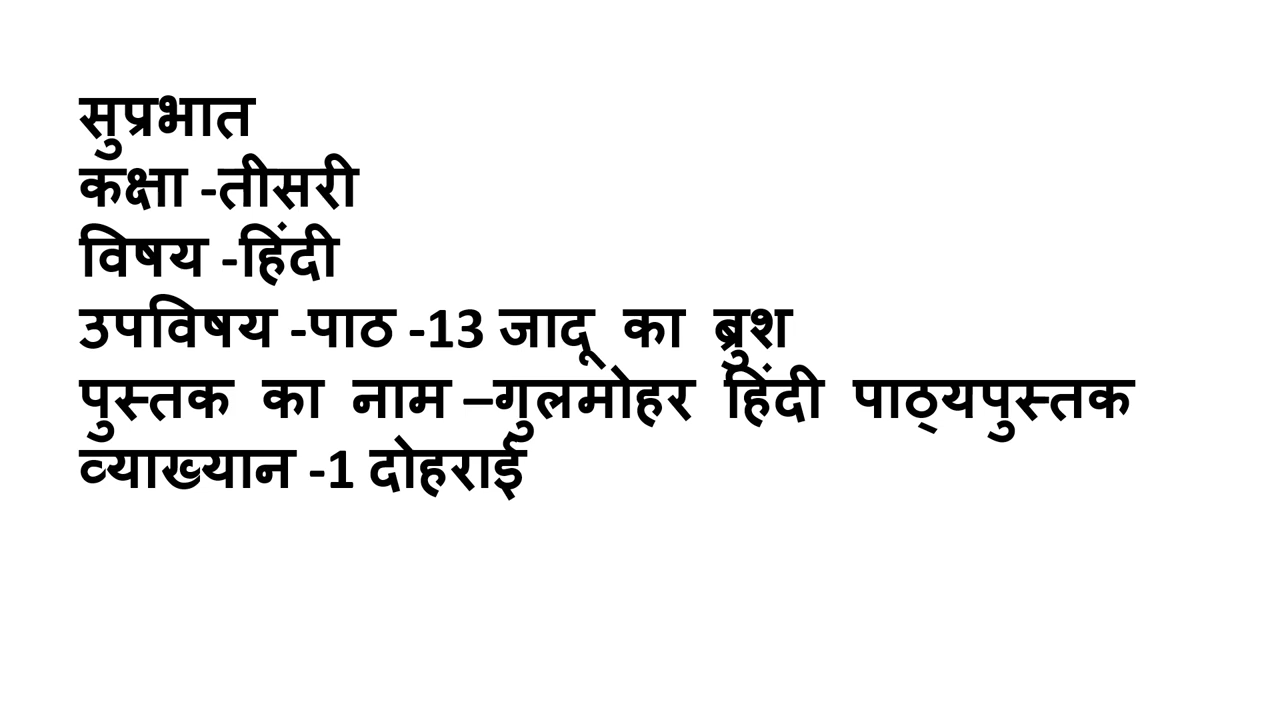 सुप्रभात
कक्षा -तीसरी
विषय -हिंदी
उपविषय -पाठ -13 जादू का ब्रुश
पुस्तक का नाम –गुलमोहर हिंदी पाठ्यपुस्तक
व्याख्यान -1 दोहराई